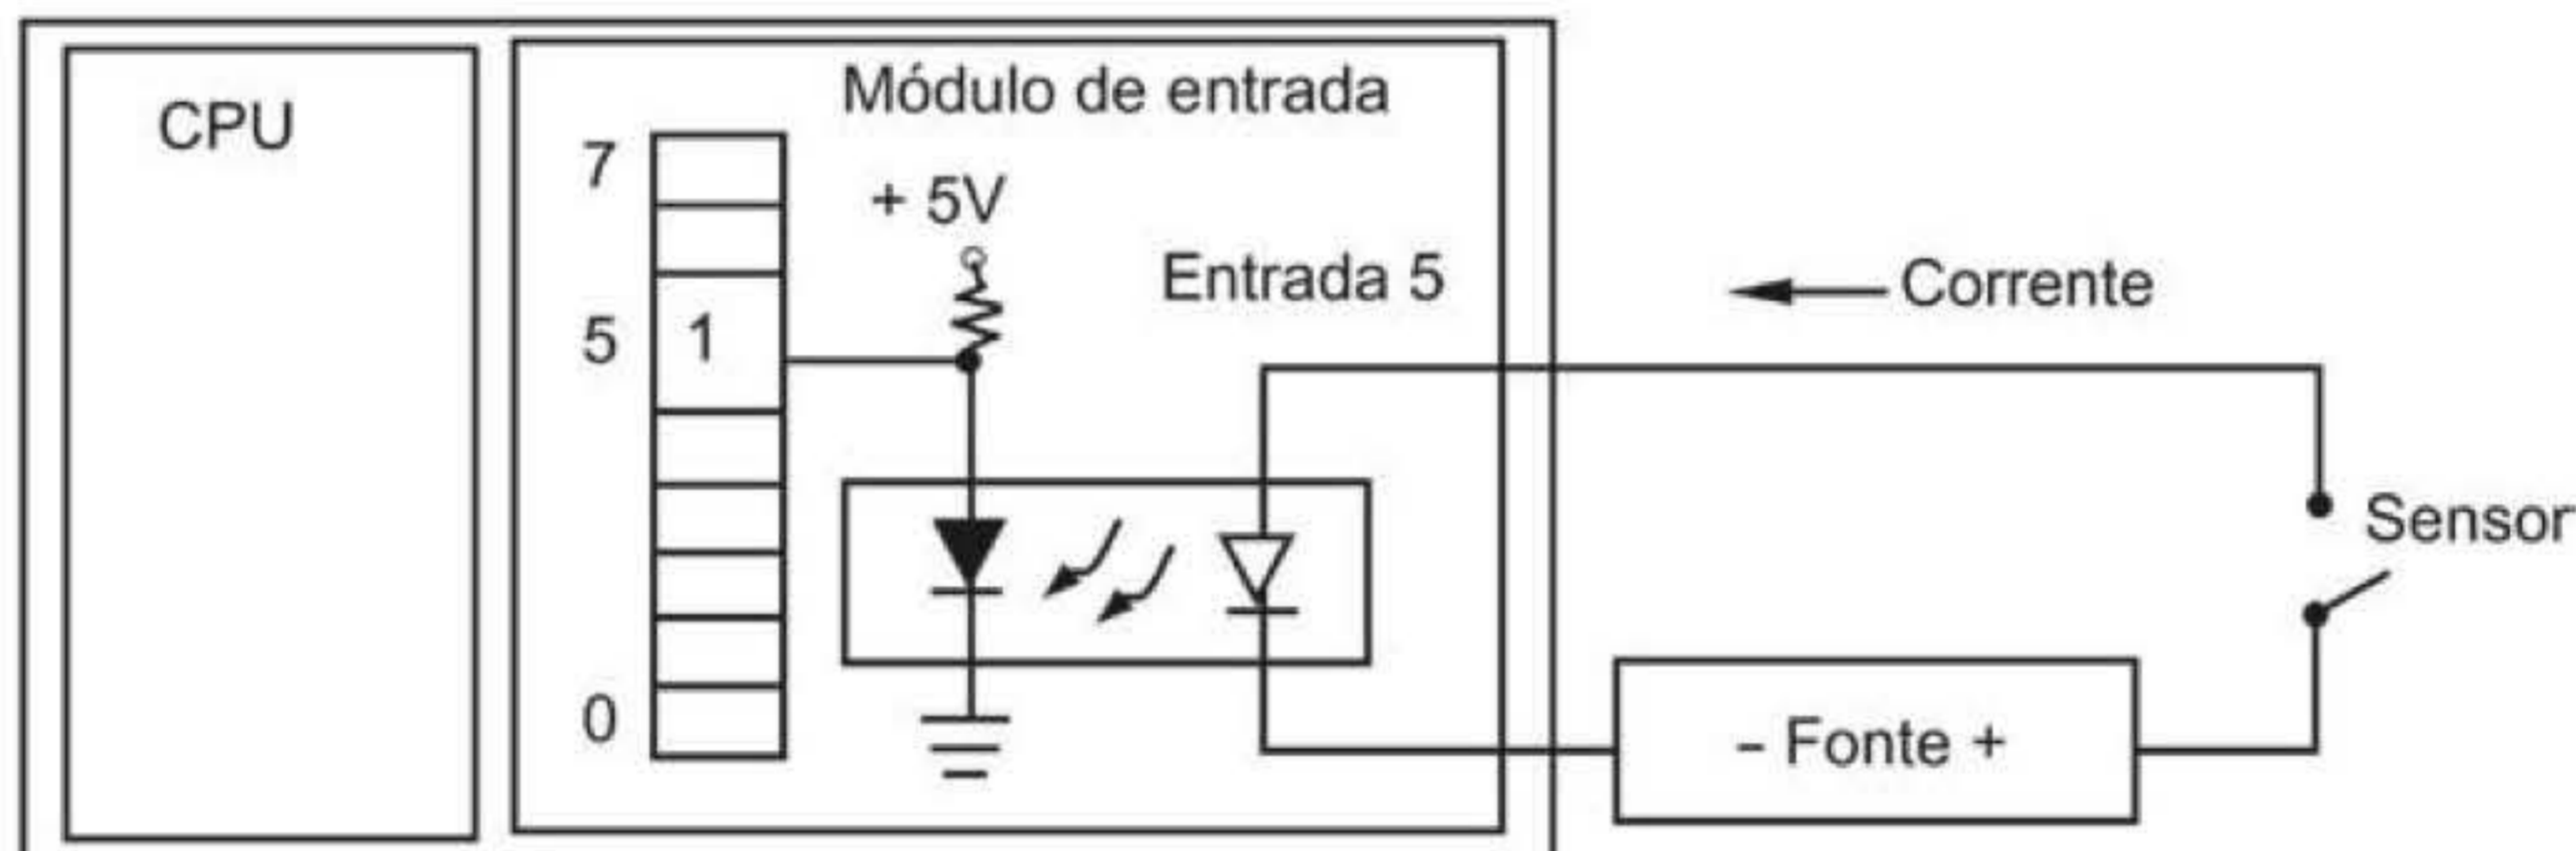 CPU
Módulo de entrada
7
+ 5V
Entrada 5
Corrente
5
1
Sensor
0
- Fonte +